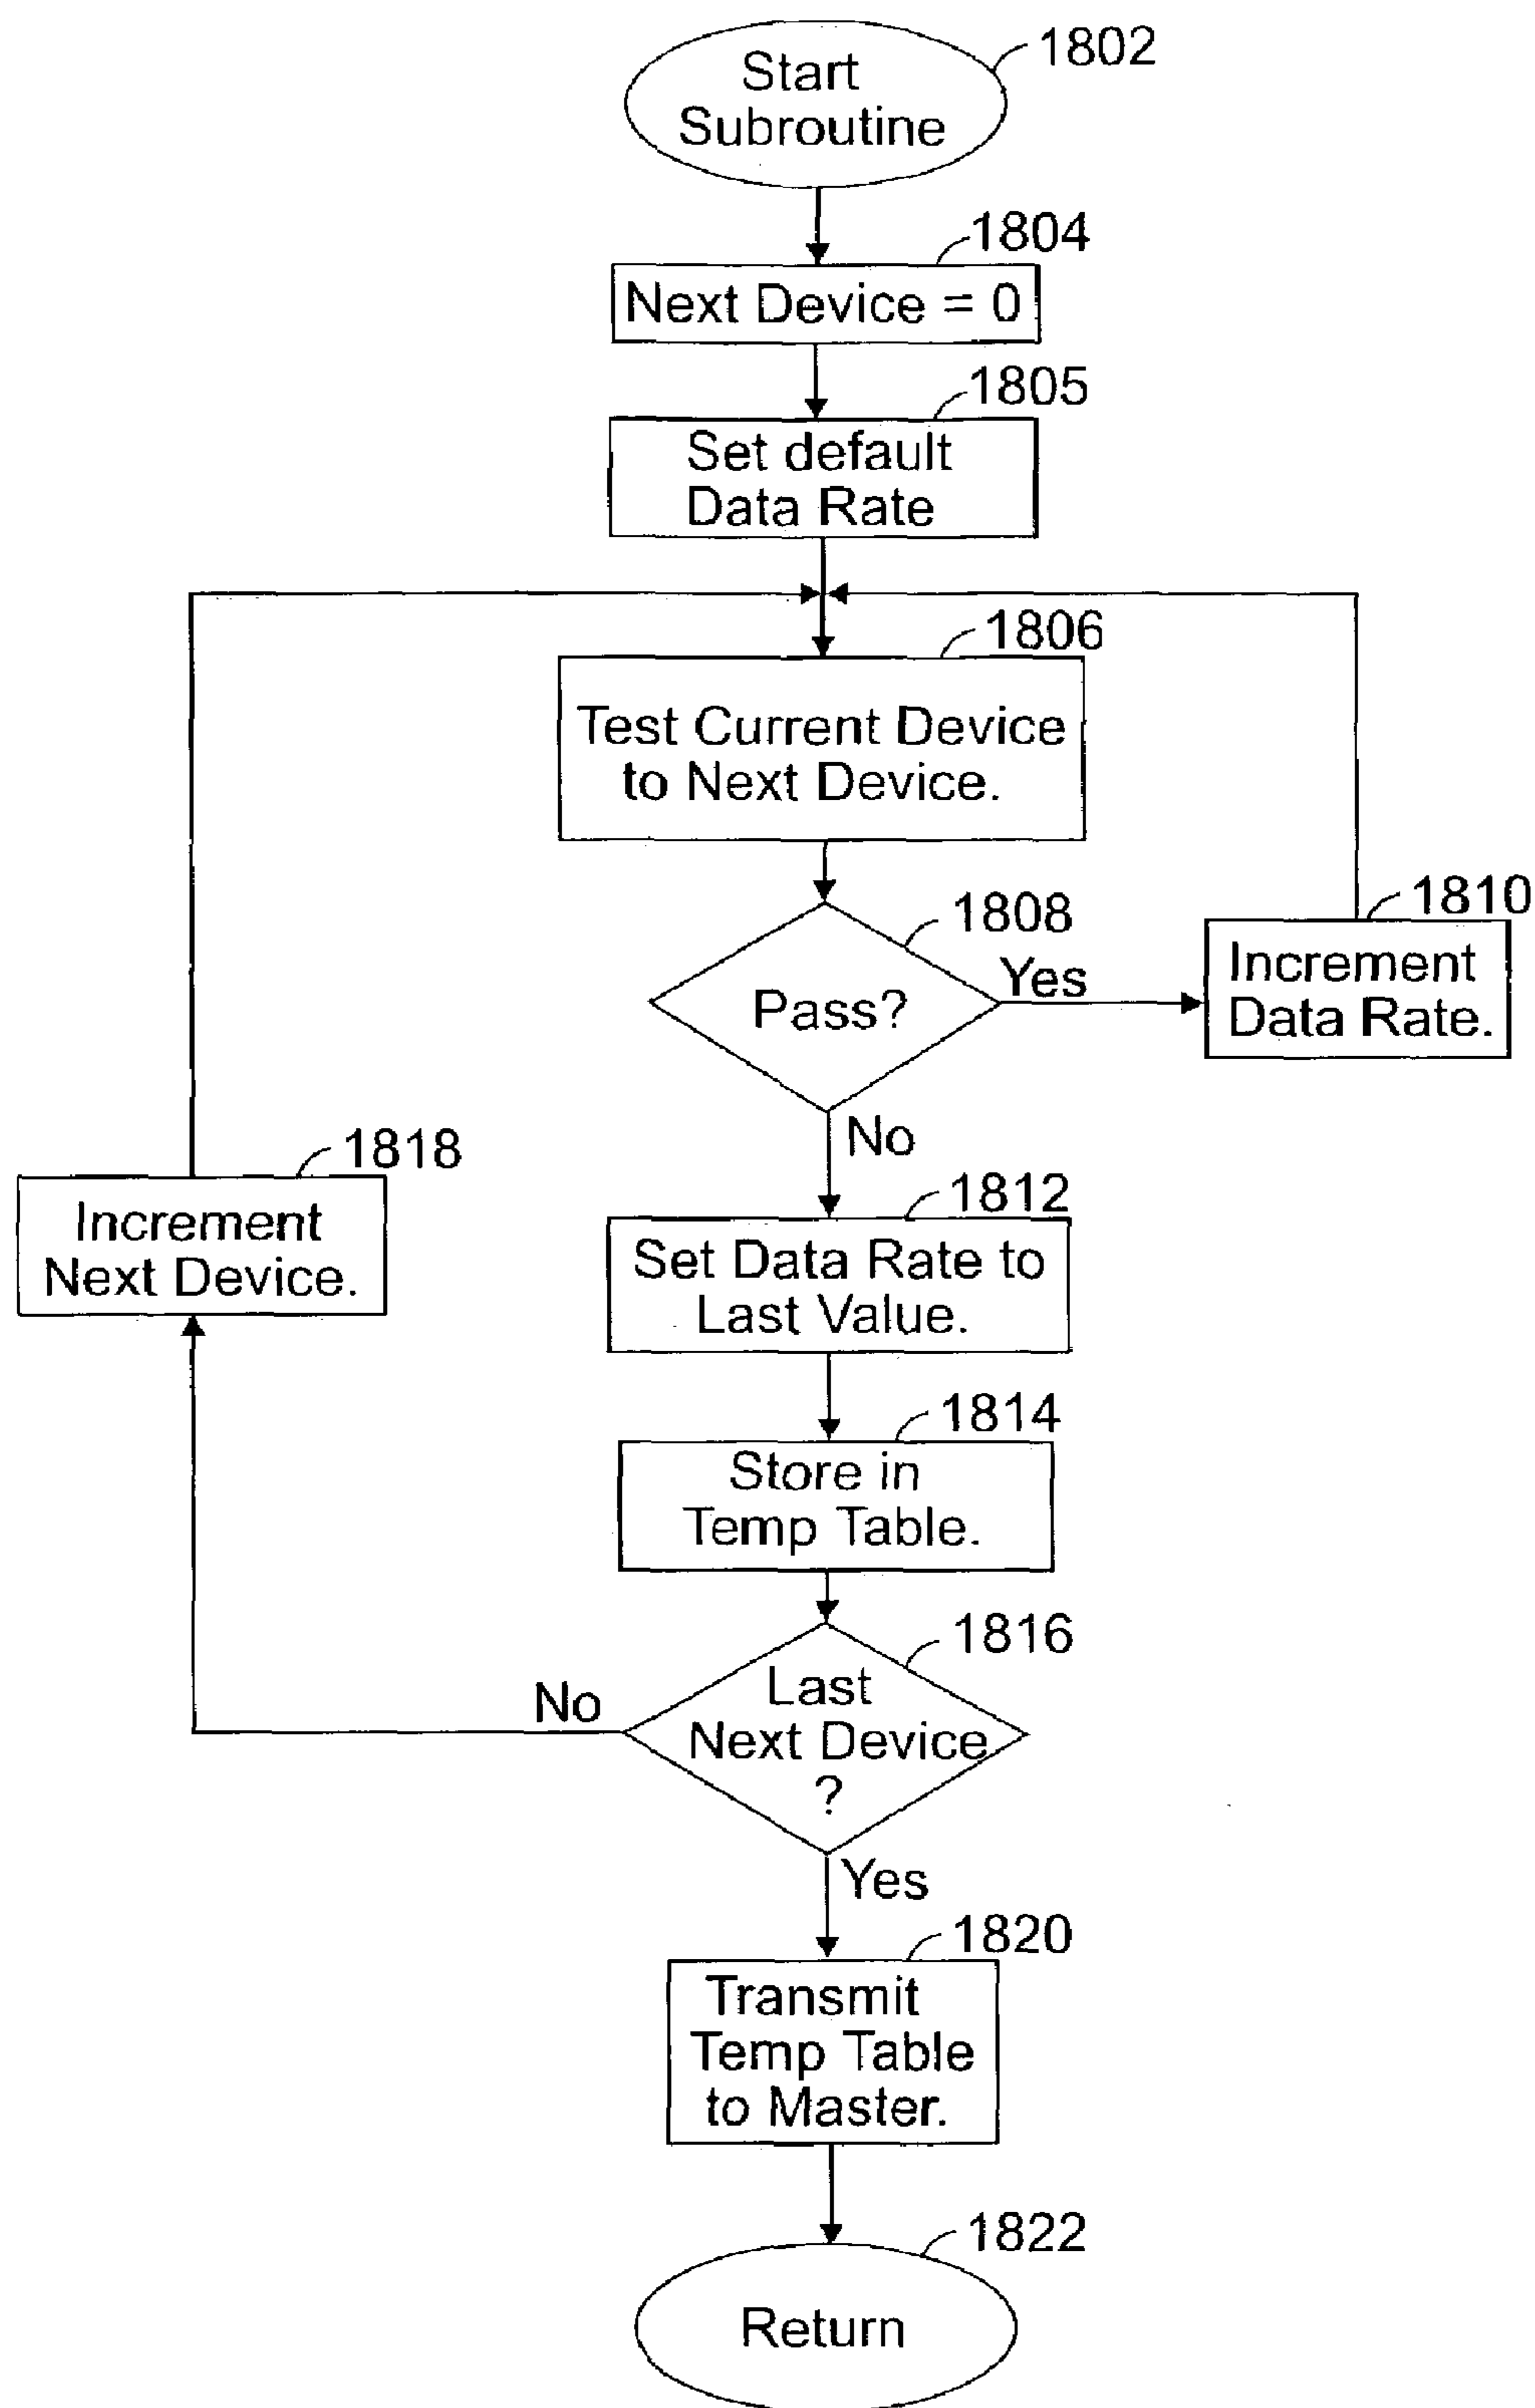 1802
Start
Subroutine
1804
Next Device = 0
1805
Set default
Data Rate
1806
Test Current Device
to Next Device.
1808
Pass?
Yes
1810
Increment
Data Rate.
No
1818
Increment
Next Device.
1812
Set Data Rate to
Last Value.
1814
Store in
Temp Table.
1816
Last
Next Device
?
No
Yes
1820
Transmit
Temp Table
to Master.
1822
Return